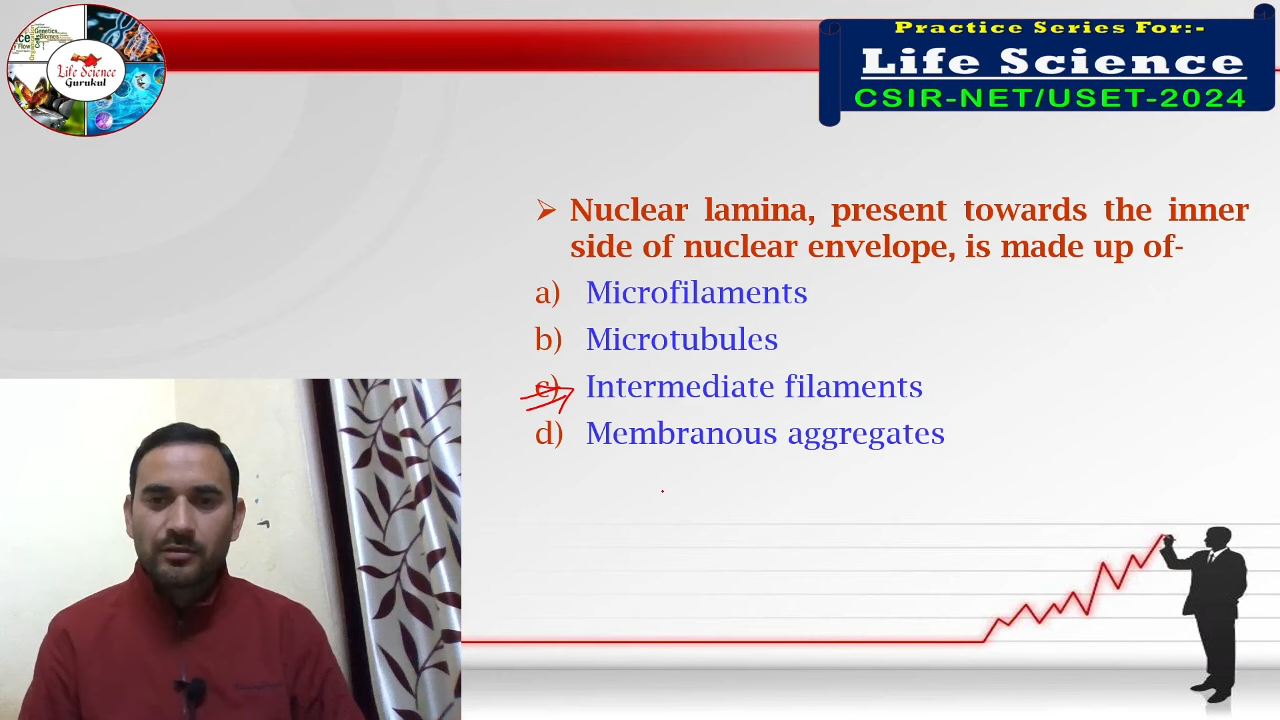 Life Science
Gurukul
Practice Series For:-
Life Science
CSIR-NET/USET-2024
➢ Nuclear lamina, present towards the inner
side of nuclear envelope, is made up of-
a) Microfilaments
b) Microtubules
c) Intermediate filaments
d) Membranous aggregates